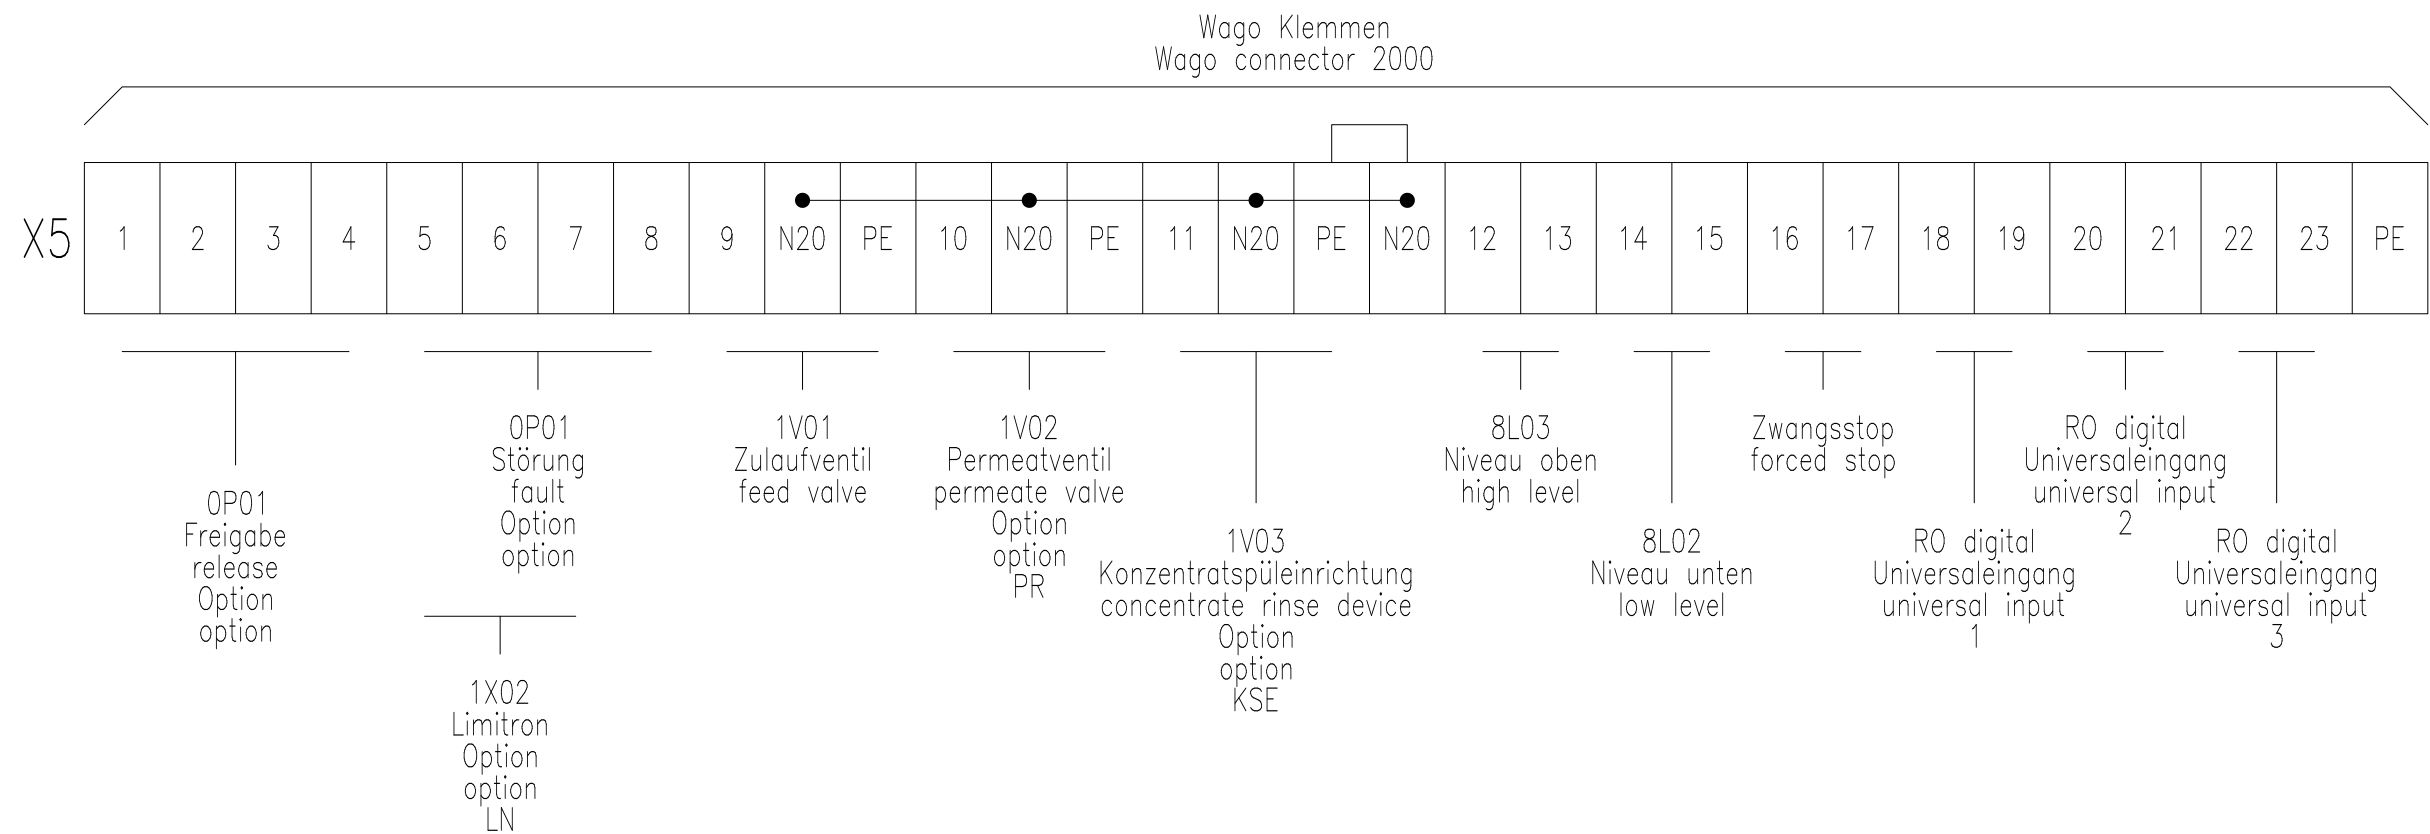 Wago Klemmen
Wago connector 2000
X5 1 2 3 4 5 6 7 8 9 N20 PE 10 N20 PE 11 N20 PE N20 12 13 14 15 16 17 18 19 20 21 22 23 PE
0P01
Freigabe
release
Option
option
0P01
Störung
fault
Option
option
1X02
Limitron
Option
option
LN
1V01
Zulaufventil
feed valve
1V02
Permeatventil
permeate valve
Option
option
PR
1V03
Konzentratspüleinrichtung
concentrate rinse device
Option
option
KSE
8L03
Niveau oben
high level
8L02
Niveau unten
low level
Zwangsstop
forced stop
RO digital
Universaleingang
universal input
1
RO digital
Universaleingang
universal input
2
RO digital
Universaleingang
universal input
3